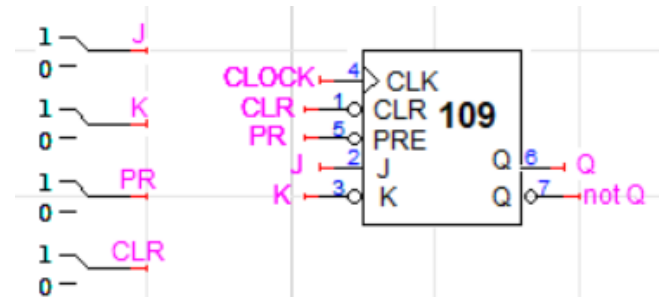 1
J
0
1
K
0
1
PR
0
1
CLR
0
CLOCK 4 CLK
CLR 1 CLR 109
PR 5 PRE
J 2 J Q 6 Q
K 3 K Q 7 not Q